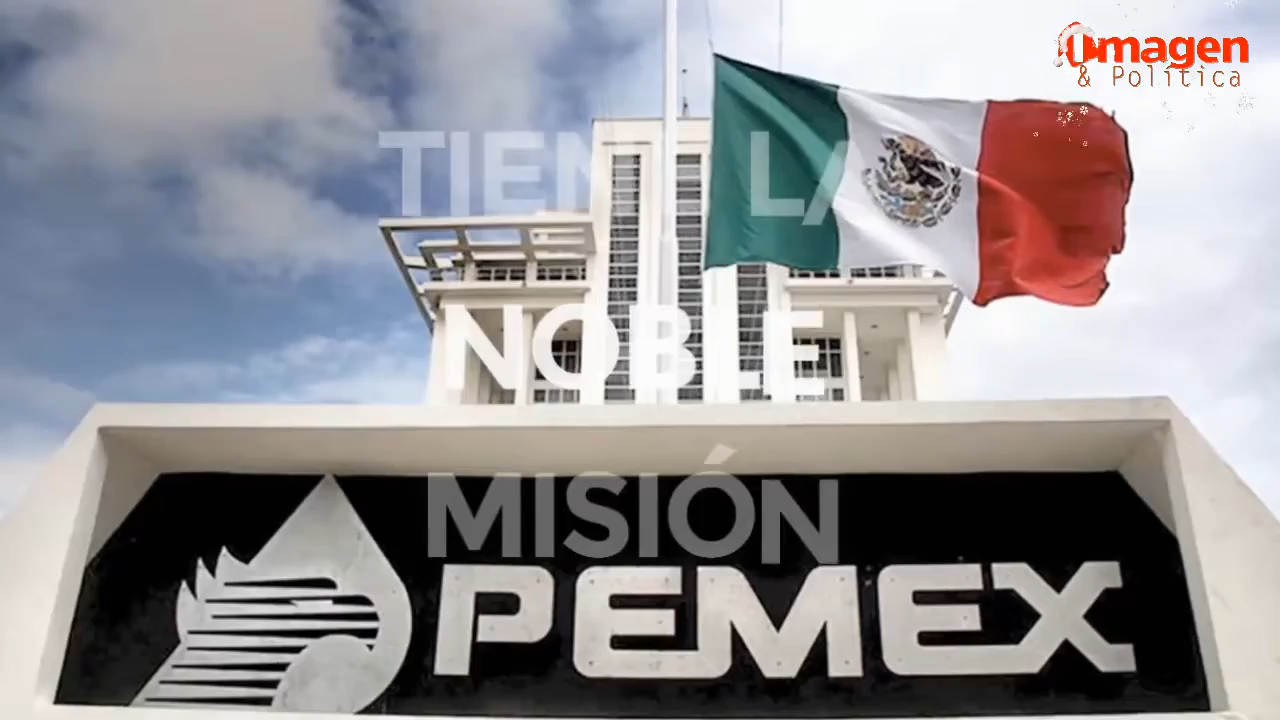 Imagen
& Política
TIENE LA
NOBLE
MISIÓN
PEMEX